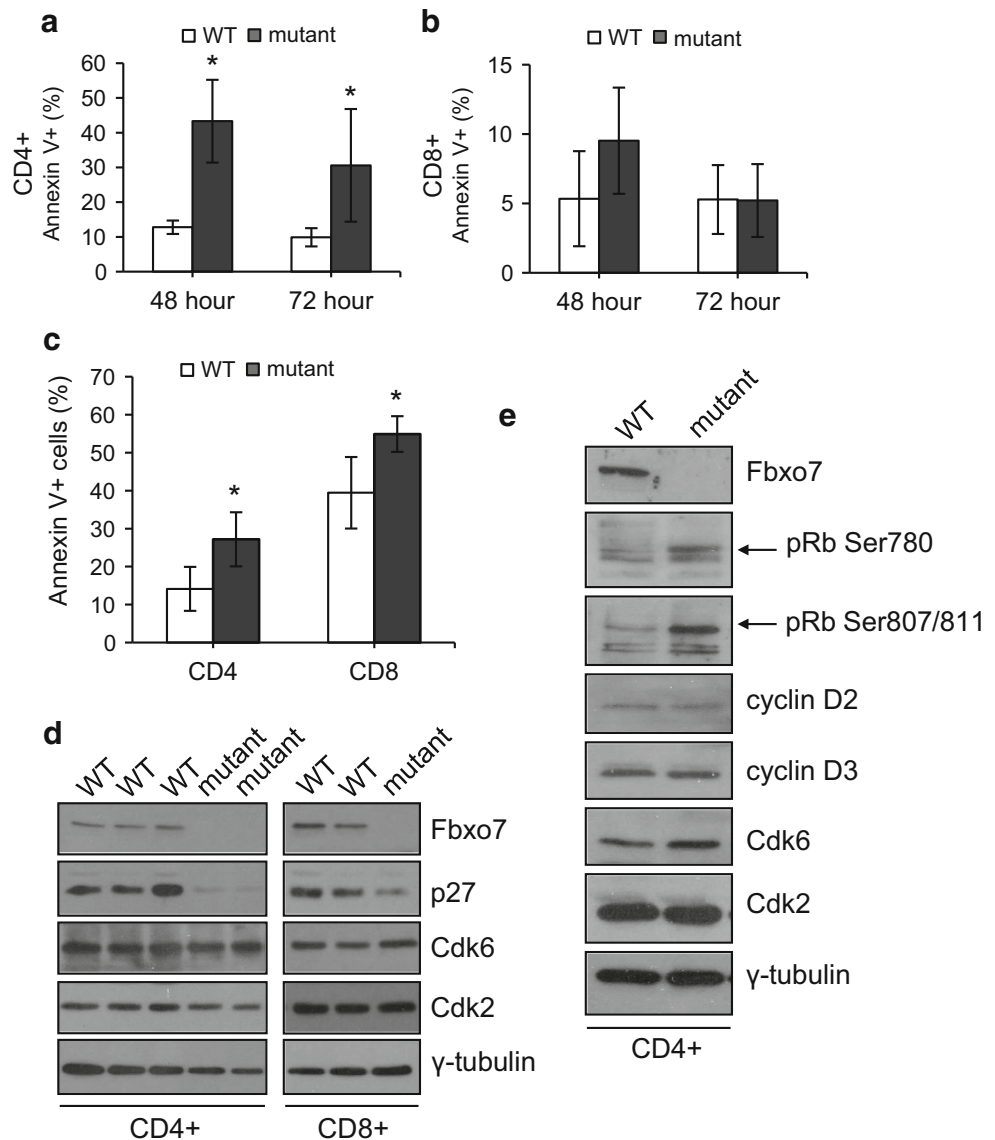 a
WT mutant
CD4+
Annexin V+ (%)
60
50
40
30
20
10
0
*
*
48 hour 72 hour
b
WT mutant
CD8+
Annexin V+ (%)
15
10
5
0
48 hour 72 hour
c
WT mutant
Annexin V+ cells (%)
70
60
50
40
30
20
10
0
*
*
CD4 CD8
d
WT WT WT mutant mutant WT WT mutant
Fbxo7
p27
Cdk6
Cdk2
γ-tubulin
CD4+ CD8+
e
WT mutant
Fbxo7
pRb Ser780
pRb Ser807/811
cyclin D2
cyclin D3
Cdk6
Cdk2
γ-tubulin
CD4+